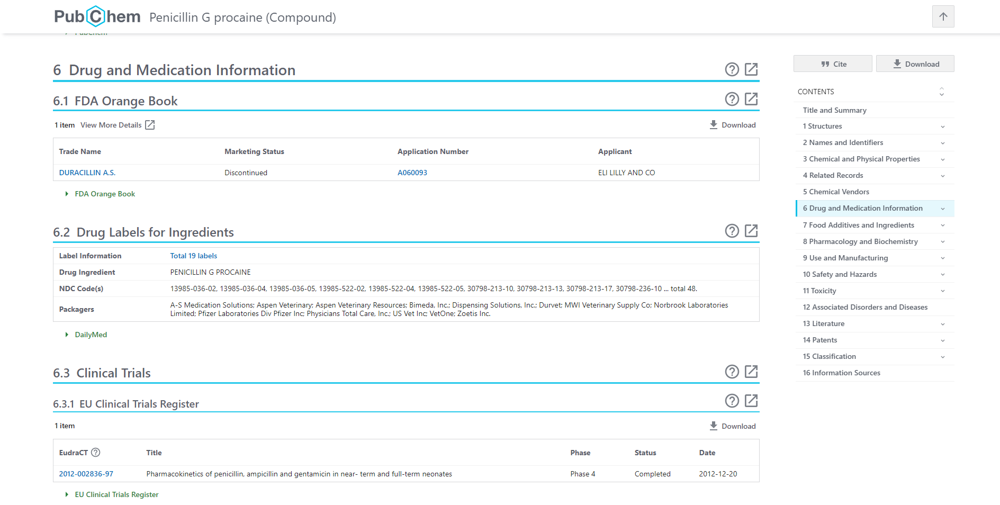 PubChem Penicillin G procaine (Compound)
PubChem
6 Drug and Medication Information
6.1 FDA Orange Book
1 item View More Details
Download
Trade Name Marketing Status Application Number Applicant
DURACILLIN A.S. Discontinued A060093 ELI LILLY AND CO
FDA Orange Book
6.2 Drug Labels for Ingredients
Label Information Total 19 labels
Drug Ingredient PENICILLIN G PROCAINE
NDC Code(s) 13985-036-02, 13985-036-04, 13985-036-05, 13985-522-02, 13985-522-04, 13985-522-05, 30798-213-10, 30798-213-13, 30798-213-17, 30798-236-10 ... total 48.
Packagers A-S Medication Solutions; Aspen Veterinary; Aspen Veterinary Resources; Bimeda, Inc.; Dispensing Solutions, Inc.; Durvet; MWI Veterinary Supply Co; Norbrook Laboratories
Limited; Pfizer Laboratories Div Pfizer Inc; Physicians Total Care, Inc.; US Vet Inc; VetOne; Zoetis Inc.
DailyMed
6.3 Clinical Trials
6.3.1 EU Clinical Trials Register
1 item
Download
EudraCT Title Phase Status Date
2012-002836-97 Pharmacokinetics of penicillin, ampicillin and gentamicin in near- term and full-term neonates Phase 4 Completed 2012-12-20
EU Clinical Trials Register
Cite Download
CONTENTS
Title and Summary
1 Structures
2 Names and Identifiers
3 Chemical and Physical Properties
4 Related Records
5 Chemical Vendors
6 Drug and Medication Information
7 Food Additives and Ingredients
8 Pharmacology and Biochemistry
9 Use and Manufacturing
10 Safety and Hazards
11 Toxicity
12 Associated Disorders and Diseases
13 Literature
14 Patents
15 Classification
16 Information Sources